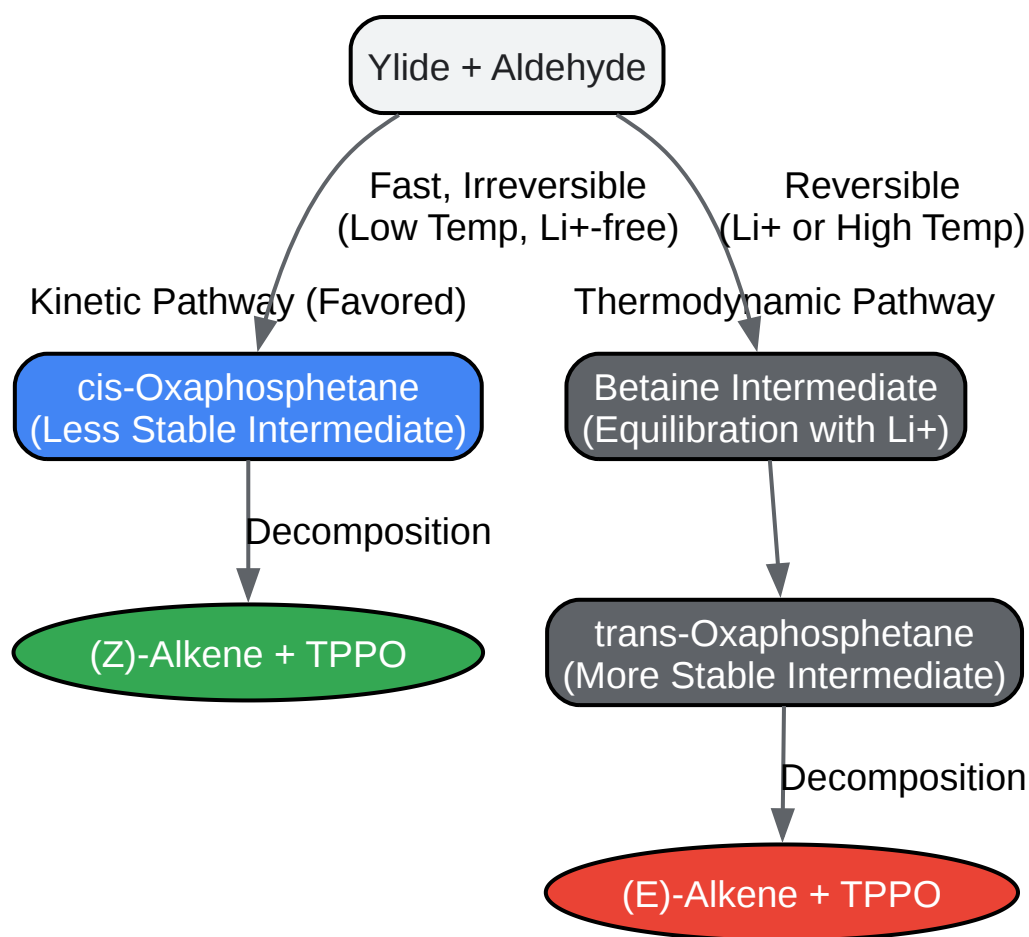 Ylide + Aldehyde
Fast, Irreversible
(Low Temp, Li+-free)
Reversible
(Li+ or High Temp)
Kinetic Pathway (Favored)
Thermodynamic Pathway
cis-Oxaphosphetane
(Less Stable Intermediate)
Betaine Intermediate
(Equilibration with Li+)
Decomposition
(Z)-Alkene + TPPO
trans-Oxaphosphetane
(More Stable Intermediate)
Decomposition
(E)-Alkene + TPPO